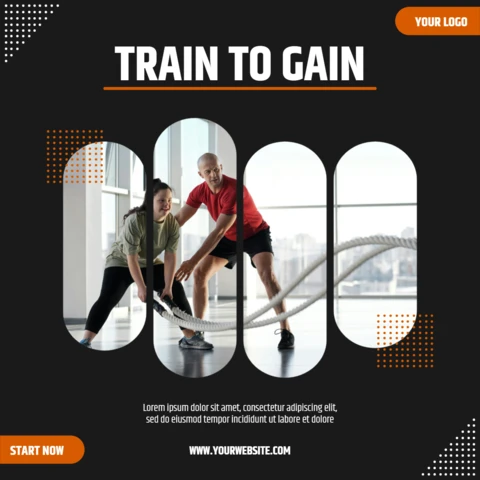 YOUR LOGO
TRAIN TO GAIN
Lorem ipsum dolor sit amet, consectetur adipiscing elit,
sed do eiusmod tempor incididunt ut labore et dolore
START NOW
WWW.YOURWEBSITE.COM